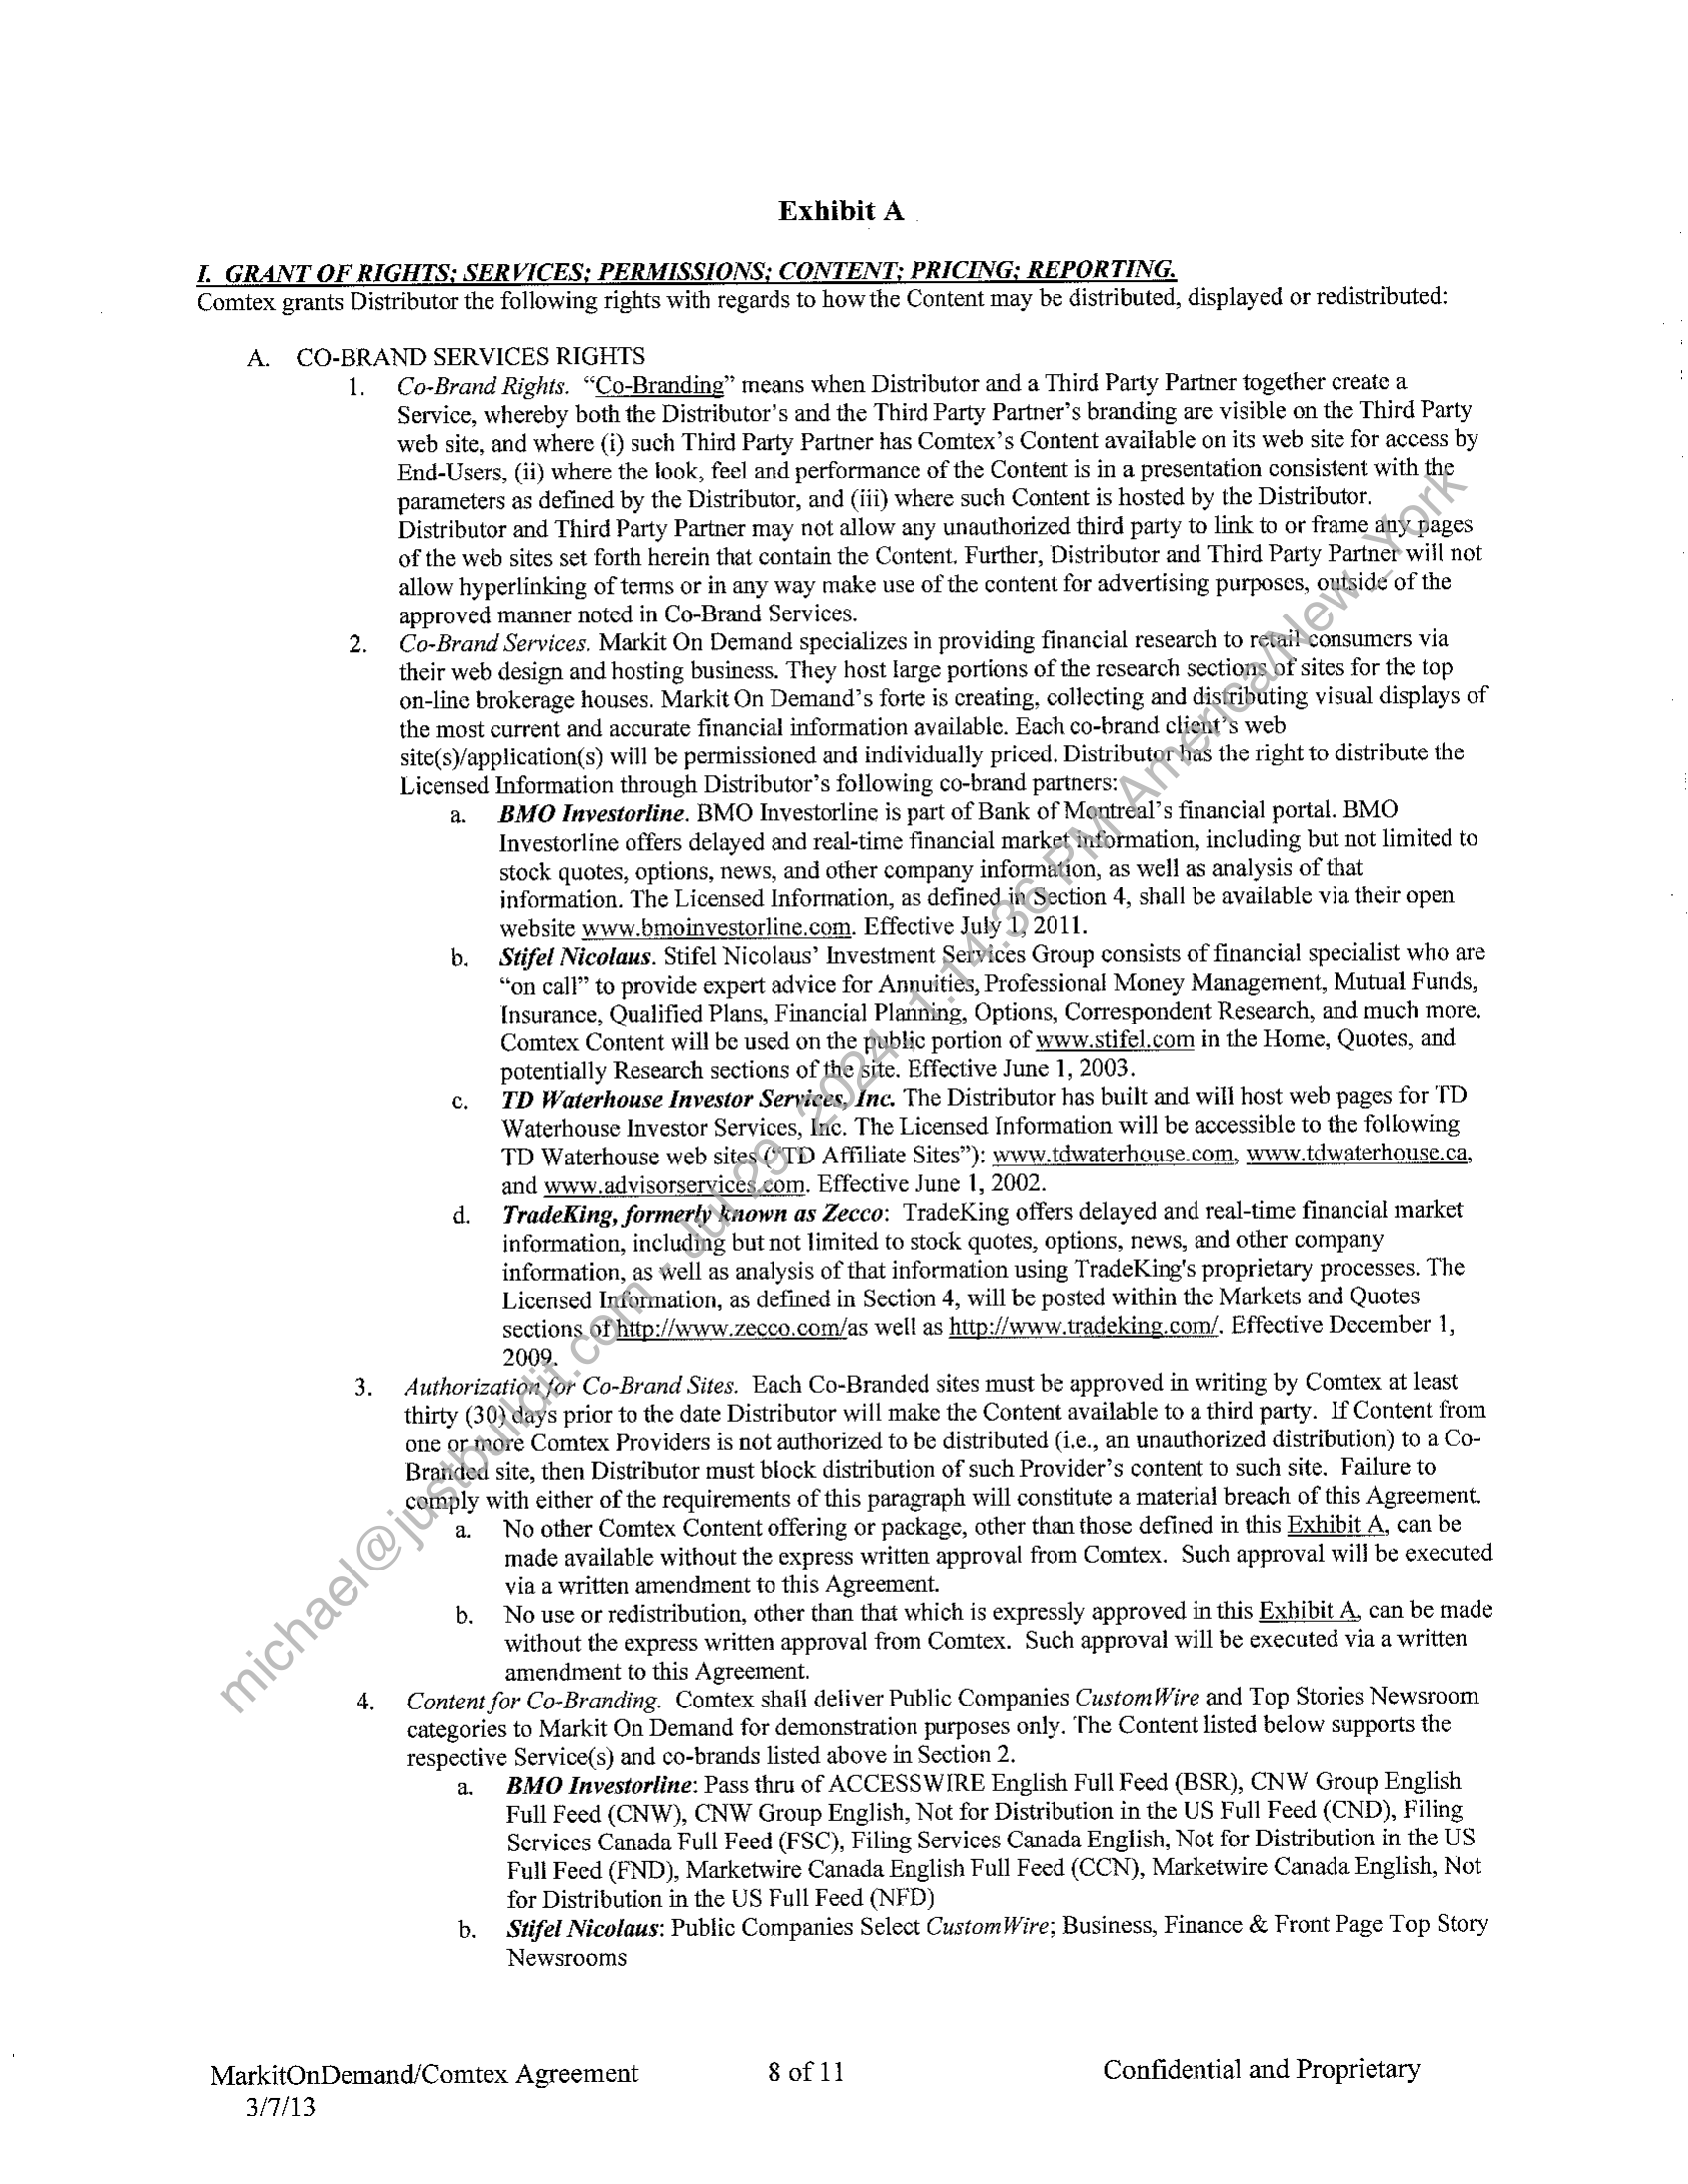 Exhibit A
I. GRANT OF RIGHTS; SERVICES; PERMISSIONS; CONTENT; PRICING; REPORTING.
Comtex grants Distributor the following rights with regards to how the Content may be distributed, displayed or redistributed:
A. CO-BRAND SERVICES RIGHTS
1. Co-Brand Rights. “Co-Branding” means when Distributor and a Third Party Partner together create a
Service, whereby both the Distributor’s and the Third Party Partner’s branding are visible on the Third Party
web site, and where (i) such Third Party Partner has Comtex’s Content available on its web site for access by
End-Users, (ii) where the look, feel and performance of the Content is in a presentation consistent with the
parameters as defined by the Distributor, and (iii) where such Content is hosted by the Distributor.
Distributor and Third Party Partner may not allow any unauthorized third party to link to or frame any pages
of the web sites set forth herein that contain the Content. Further, Distributor and Third Party Partner will not
allow hyperlinking of terms or in any way make use of the content for advertising purposes, outside of the
approved manner noted in Co-Brand Services.
2. Co-Brand Services. Markit On Demand specializes in providing financial research to retail consumers via
their web design and hosting business. They host large portions of the research sections of sites for the top
on-line brokerage houses. Markit On Demand’s forte is creating, collecting and distributing visual displays of
the most current and accurate financial information available. Each co-brand client’s web
site(s)/application(s) will be permissioned and individually priced. Distributor has the right to distribute the
Licensed Information through Distributor’s following co-brand partners:
a. BMO Investorline. BMO Investorline is part of Bank of Montreal’s financial portal. BMO
Investorline offers delayed and real-time financial market information, including but not limited to
stock quotes, options, news, and other company information, as well as analysis of that
information. The Licensed Information, as defined in Section 4, shall be available via their open
website www.bmoinvestorline.com. Effective July 1, 2011.
b. Stifel Nicolaus. Stifel Nicolaus’ Investment Services Group consists of financial specialist who are
“on call” to provide expert advice for Annuities, Professional Money Management, Mutual Funds,
Insurance, Qualified Plans, Financial Planning, Options, Correspondent Research, and much more.
Comtex Content will be used on the public portion of www.stifel.com in the Home, Quotes, and
potentially Research sections of the site. Effective June 1, 2003.
c. TD Waterhouse Investor Services, Inc. The Distributor has built and will host web pages for TD
Waterhouse Investor Services, Inc. The Licensed Information will be accessible to the following
TD Waterhouse web sites (“TD Affiliate Sites”): www.tdwaterhouse.com, www.tdwaterhouse.ca,
and www.advisorservices.com. Effective June 1, 2002.
d. TradeKing, formerly known as Zecco: TradeKing offers delayed and real-time financial market
information, including but not limited to stock quotes, options, news, and other company
information, as well as analysis of that information using TradeKing's proprietary processes. The
Licensed Information, as defined in Section 4, will be posted within the Markets and Quotes
sections of http://www.zecco.com/as well as http://www.tradeking.com/. Effective December 1,
2009.
3. Authorization for Co-Brand Sites. Each Co-Branded sites must be approved in writing by Comtex at least
thirty (30) days prior to the date Distributor will make the Content available to a third party. If Content from
one or more Comtex Providers is not authorized to be distributed (i.e., an unauthorized distribution) to a Co-
Branded site, then Distributor must block distribution of such Provider’s content to such site. Failure to
comply with either of the requirements of this paragraph will constitute a material breach of this Agreement.
a. No other Comtex Content offering or package, other than those defined in this Exhibit A, can be
made available without the express written approval from Comtex. Such approval will be executed
via a written amendment to this Agreement.
b. No use or redistribution, other than that which is expressly approved in this Exhibit A, can be made
without the express written approval from Comtex. Such approval will be executed via a written
amendment to this Agreement.
4. Content for Co-Branding. Comtex shall deliver Public Companies CustomWire and Top Stories Newsroom
categories to Markit On Demand for demonstration purposes only. The Content listed below supports the
respective Service(s) and co-brands listed above in Section 2.
a. BMO Investorline: Pass thru of ACCESSWIRE English Full Feed (BSR), CNW Group English
Full Feed (CNW), CNW Group English, Not for Distribution in the US Full Feed (CND), Filing
Services Canada Full Feed (FSC), Filing Services Canada English, Not for Distribution in the US
Full Feed (FND), Marketwire Canada English Full Feed (CCN), Marketwire Canada English, Not
for Distribution in the US Full Feed (NFD)
b. Stifel Nicolaus: Public Companies Select CustomWire; Business, Finance & Front Page Top Story
Newsrooms
MarkitOnDemand/Comtex Agreement 8 of 11 Confidential and Proprietary
3/7/13
michael@justbuildit.com - Jul 29, 2024, 1:14:36 PM America/New_York